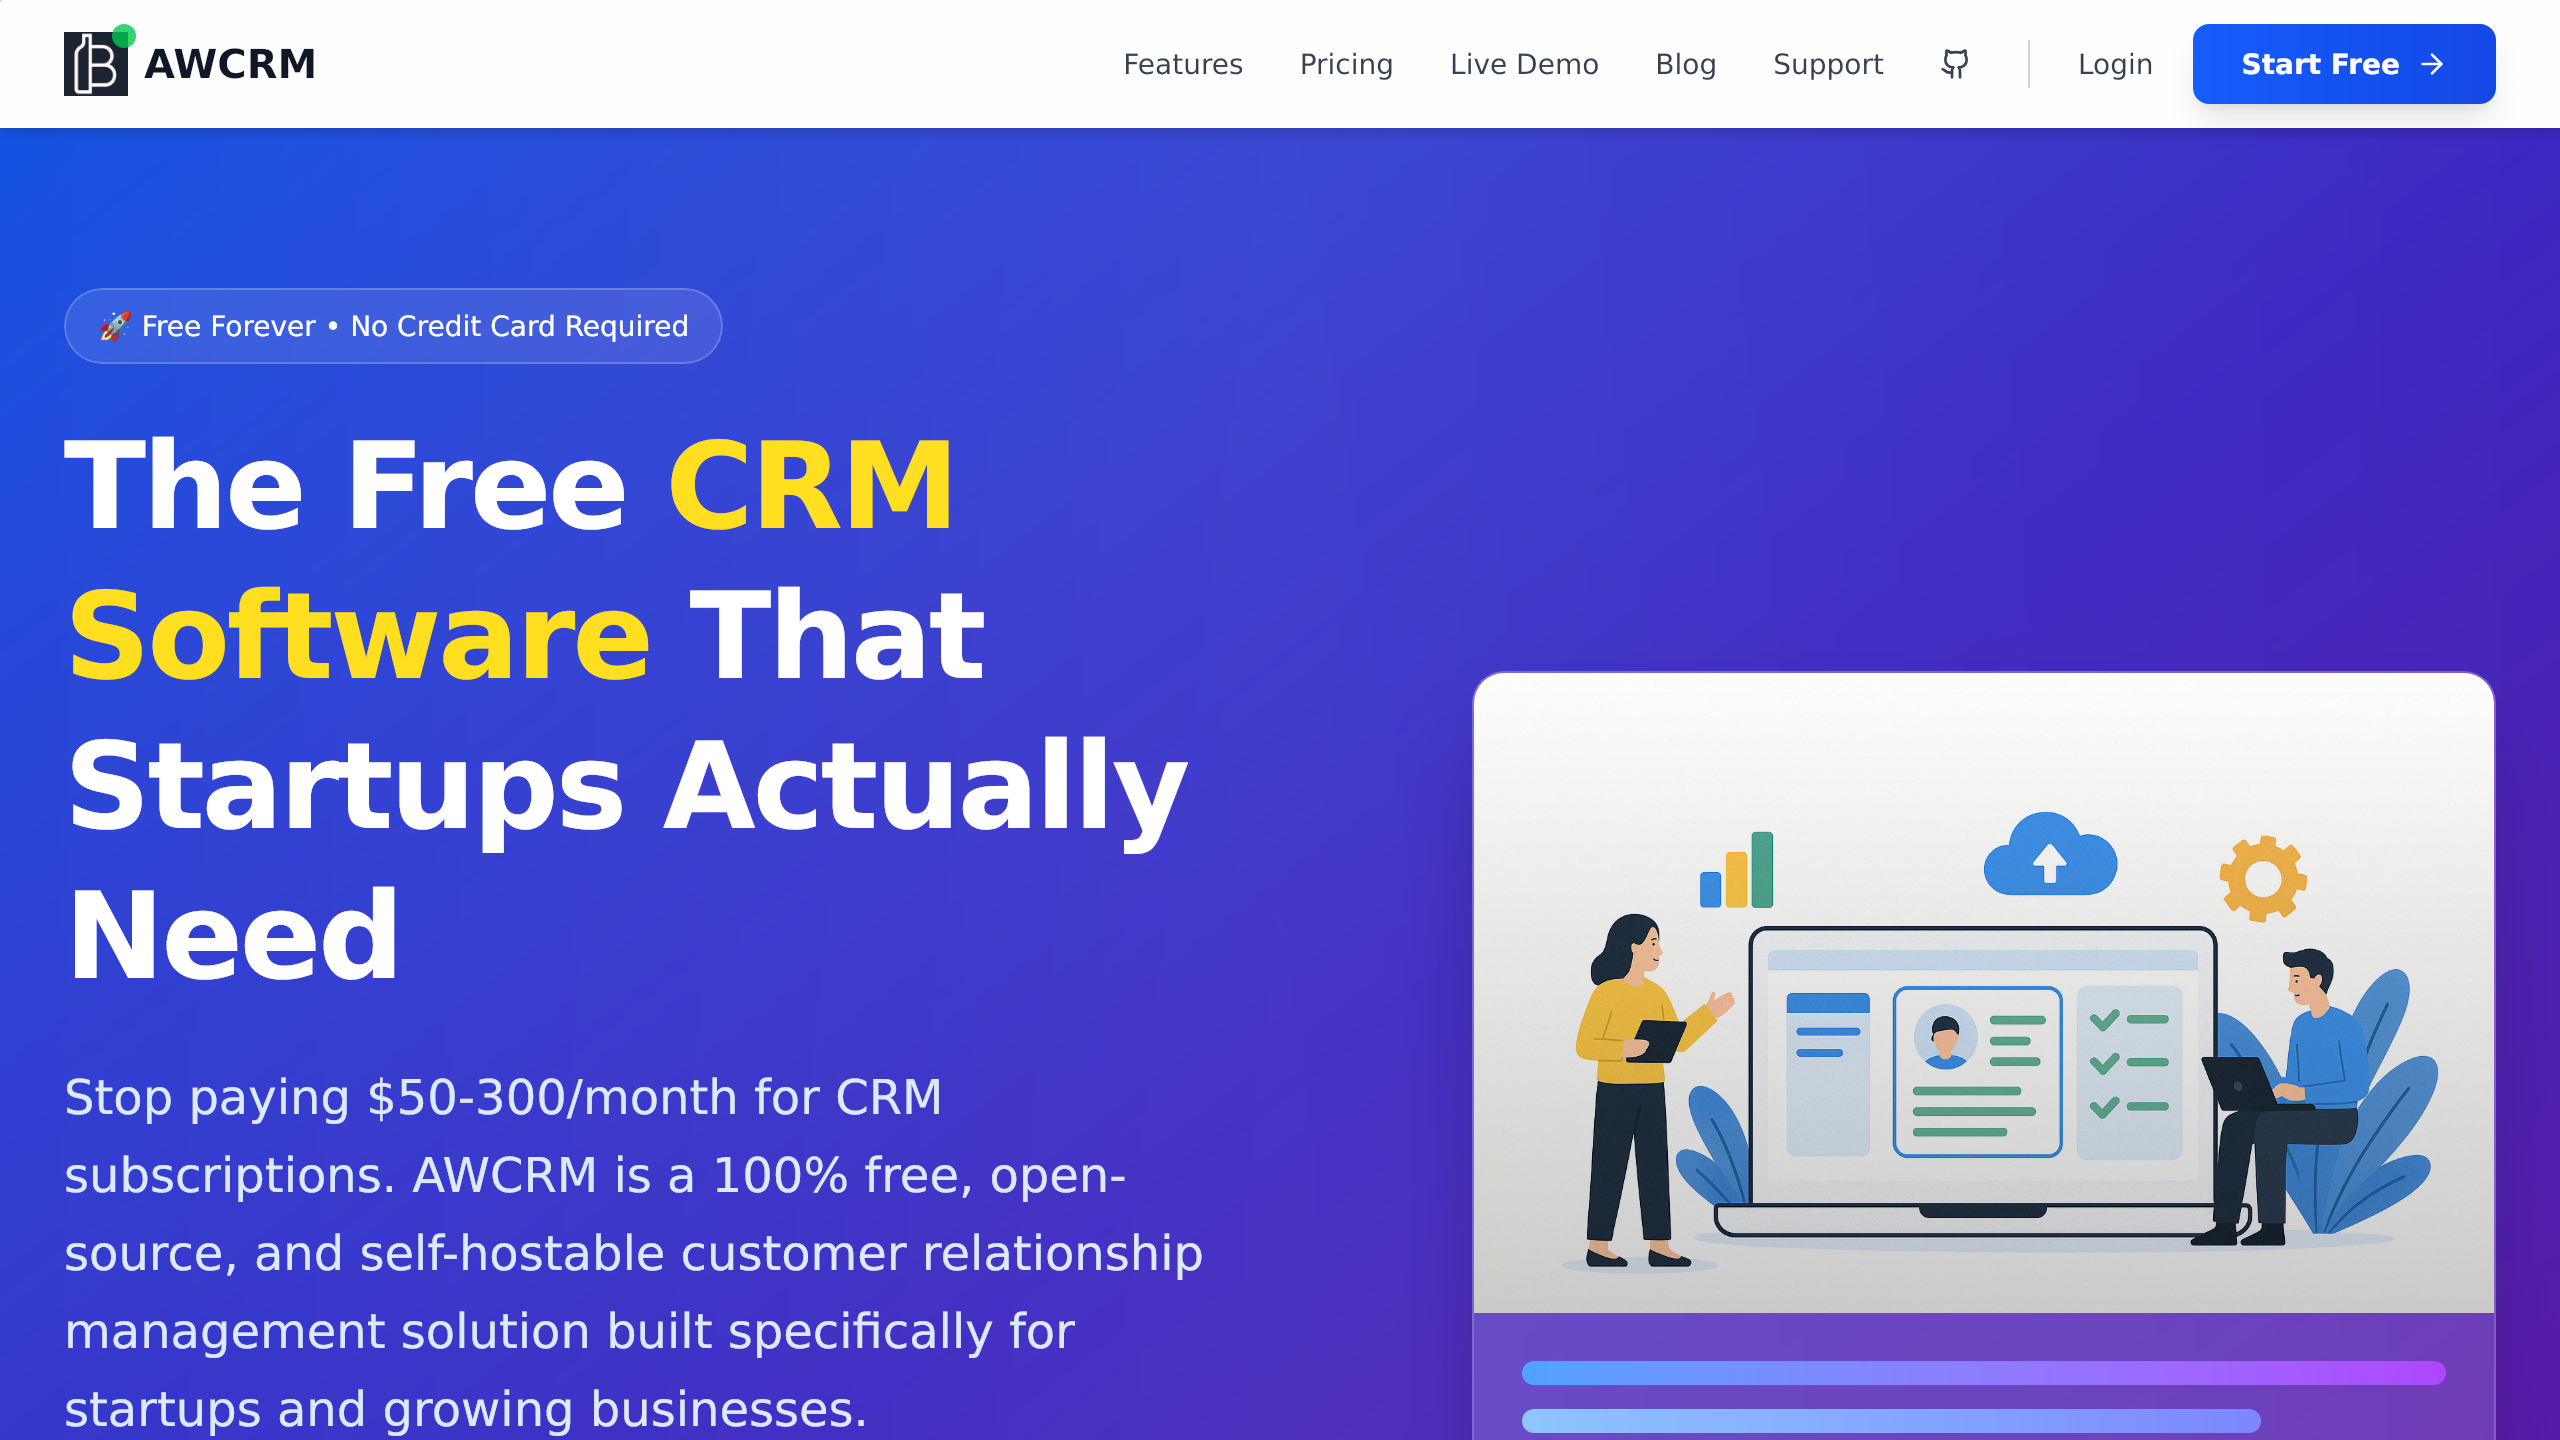 AWCRM
Features
Pricing
Live Demo
Blog
Support
Login
Start Free →
🚀 Free Forever • No Credit Card Required
The Free CRM
Software That
Startups Actually
Need
Stop paying $50-300/month for CRM
subscriptions. AWCRM is a 100% free, open-
source, and self-hostable customer relationship
management solution built specifically for
startups and growing businesses.